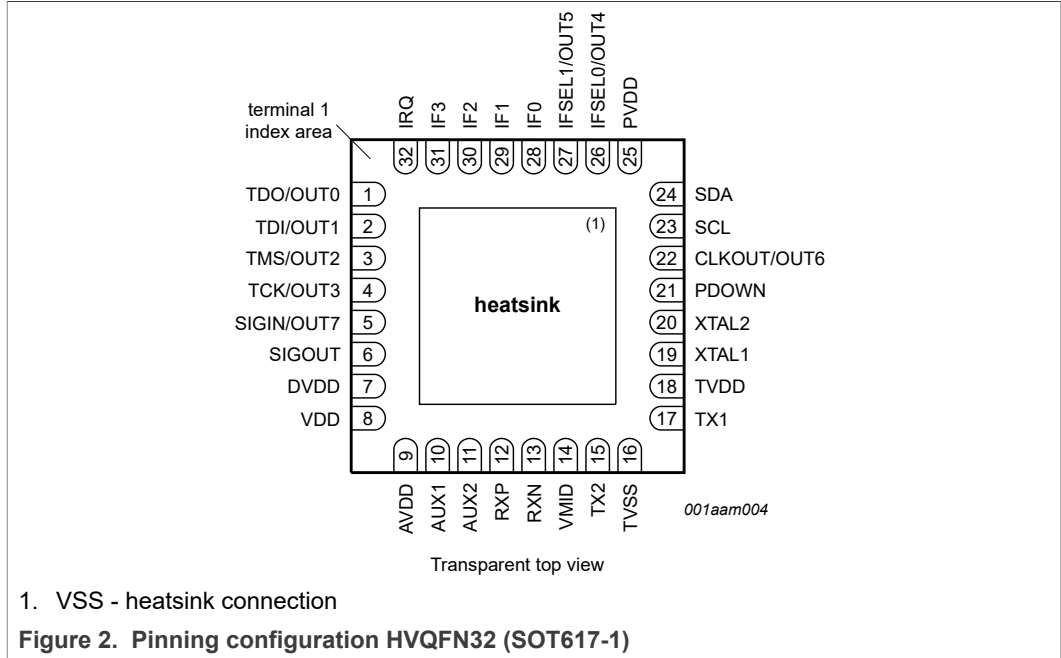 IRQ
IF3
IF2
IF1
IF0
IFSEL1/OUT5
IFSEL0/OUT4
PVDD
terminal 1
index area
32
31
30
29
28
27
26
25
TDO/OUT0 1
TDI/OUT1 2
TMS/OUT2 3
TCK/OUT3 4
SIGIN/OUT7 5
SIGOUT 6
DVDD 7
VDD 8
(1)
heatsink
24 SDA
23 SCL
22 CLKOUT/OUT6
21 PDOWN
20 XTAL2
19 XTAL1
18 TVDD
17 TX1
9
10
11
12
13
14
15
16
AVDD
AUX1
AUX2
RXP
RXN
VMID
TX2
TVSS
001aam004
Transparent top view
1. VSS - heatsink connection
Figure 2. Pinning configuration HVQFN32 (SOT617-1)